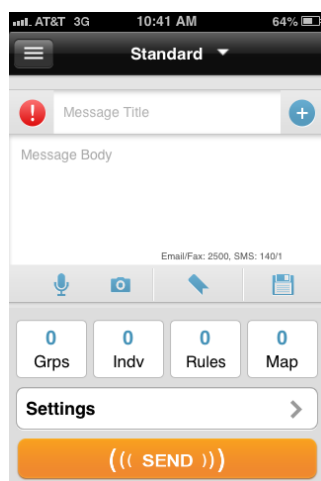 AT&T 3G 10:41 AM 64%
Standard
! Message Title +
Message Body
Email/Fax: 2500, SMS: 140/1
0 0 0 0
Grps Indv Rules Map
Settings
((( SEND )))